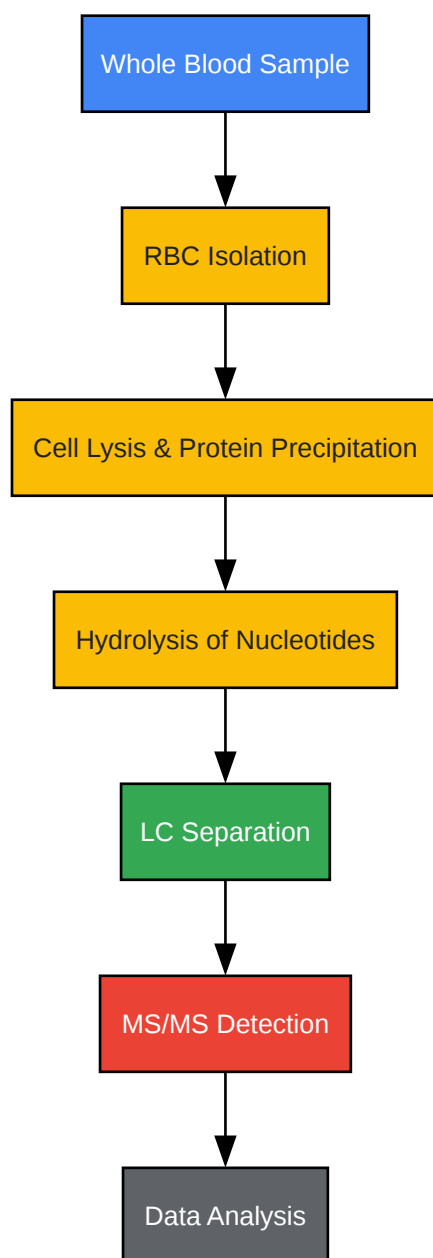 Whole Blood Sample
RBC Isolation
Cell Lysis & Protein Precipitation
Hydrolysis of Nucleotides
LC Separation
MS/MS Detection
Data Analysis